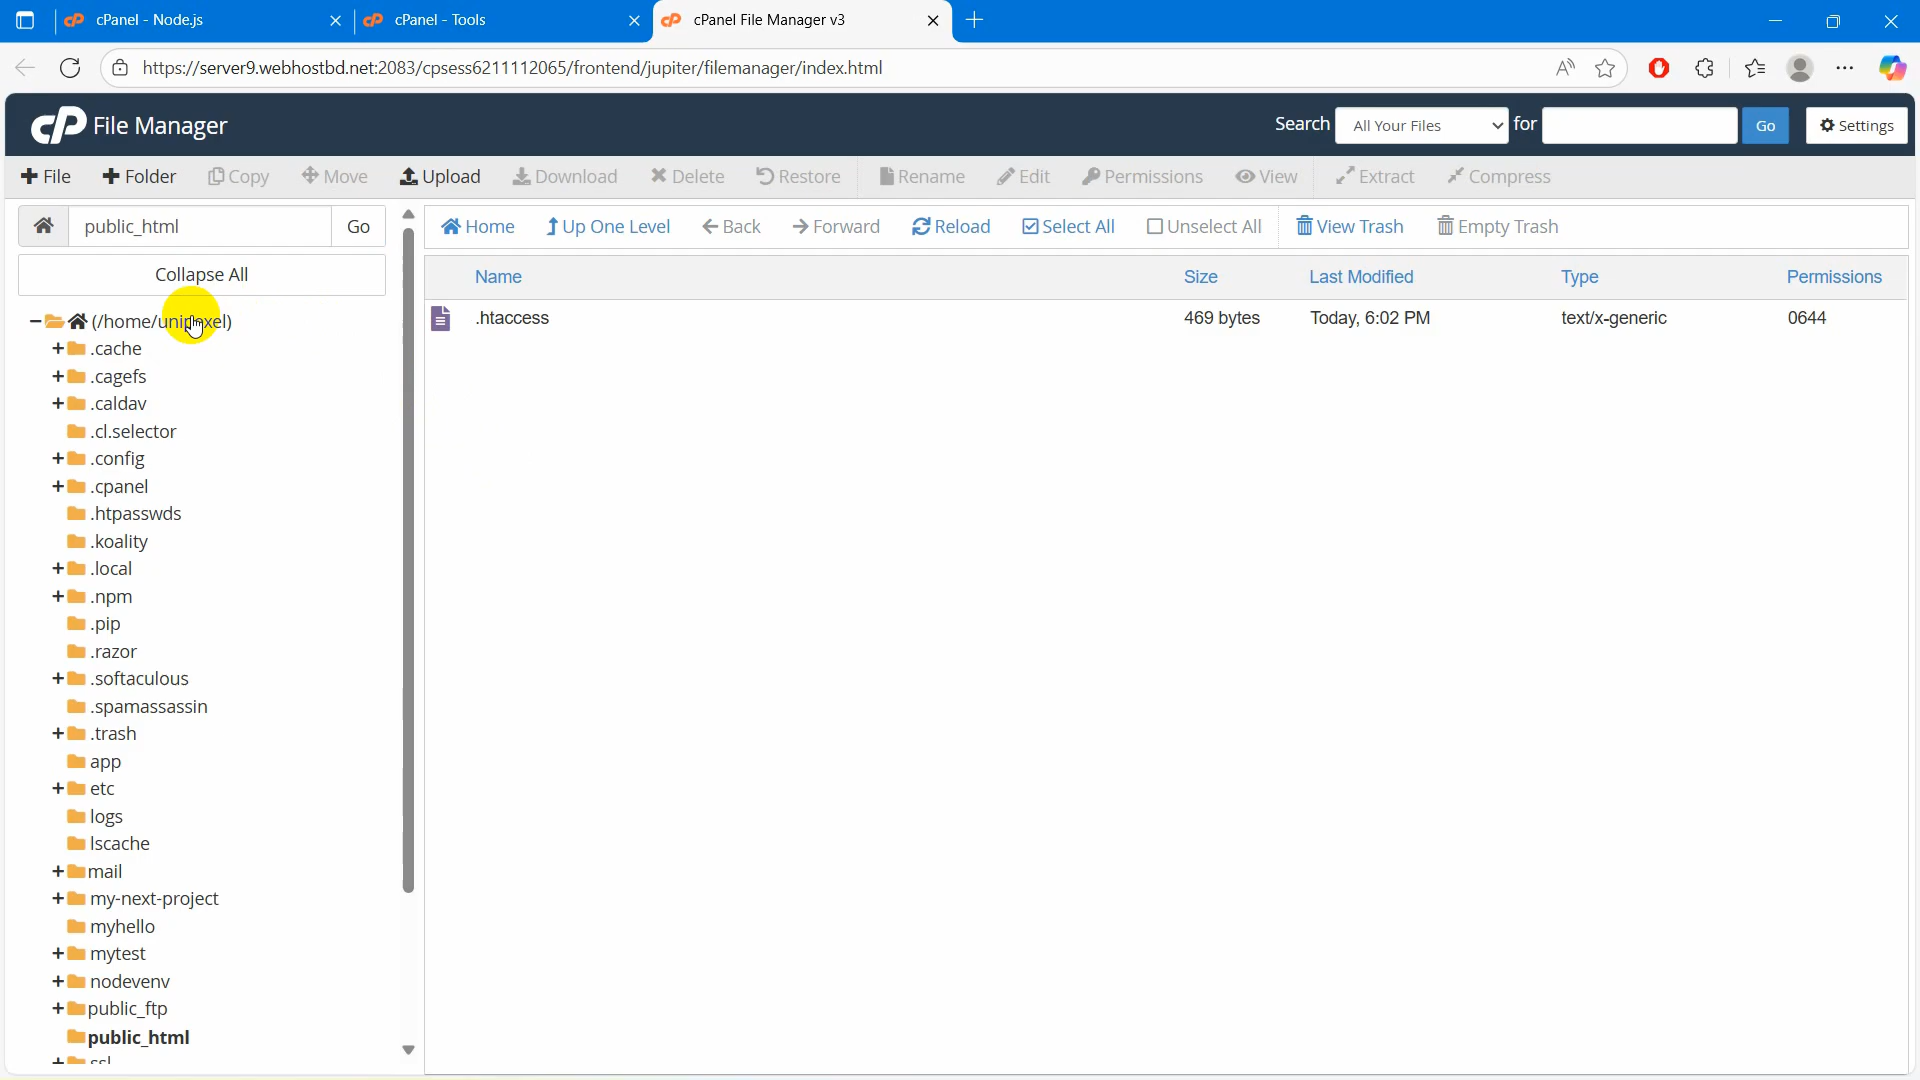 cPanel - Node.js
cPanel - Tools
cPanel File Manager v3
https://server9.webhostbd.net:2083/cpsess6211112065/frontend/jupiter/filemanager/index.html
cP File Manager
Search All Your Files for Go Settings
File Folder Copy Move Upload Download Delete Restore Rename Edit Permissions View Extract Compress
public_html Go
Home Up One Level Back Forward Reload Select All Unselect All View Trash Empty Trash
Collapse All
Name Size Last Modified Type Permissions
.htaccess 469 bytes Today, 6:02 PM text/x-generic 0644
.cache
.cagefs
.caldav
.cl.selector
.config
.cpanel
.htpasswds
.koality
.local
.npm
.pip
.razor
.softaculous
.spamassassin
.trash
app
etc
logs
lscache
mail
my-next-project
myhello
mytest
nodevenv
public_ftp
public_html
ssl